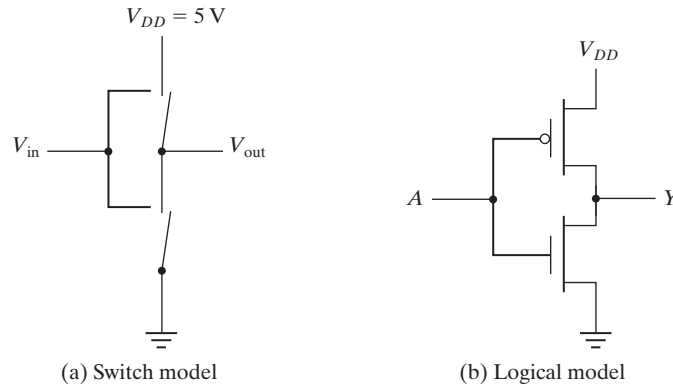 V_DD = 5 V
V_in
V_out
(a) Switch model
V_DD
A
Y
(b) Logical model